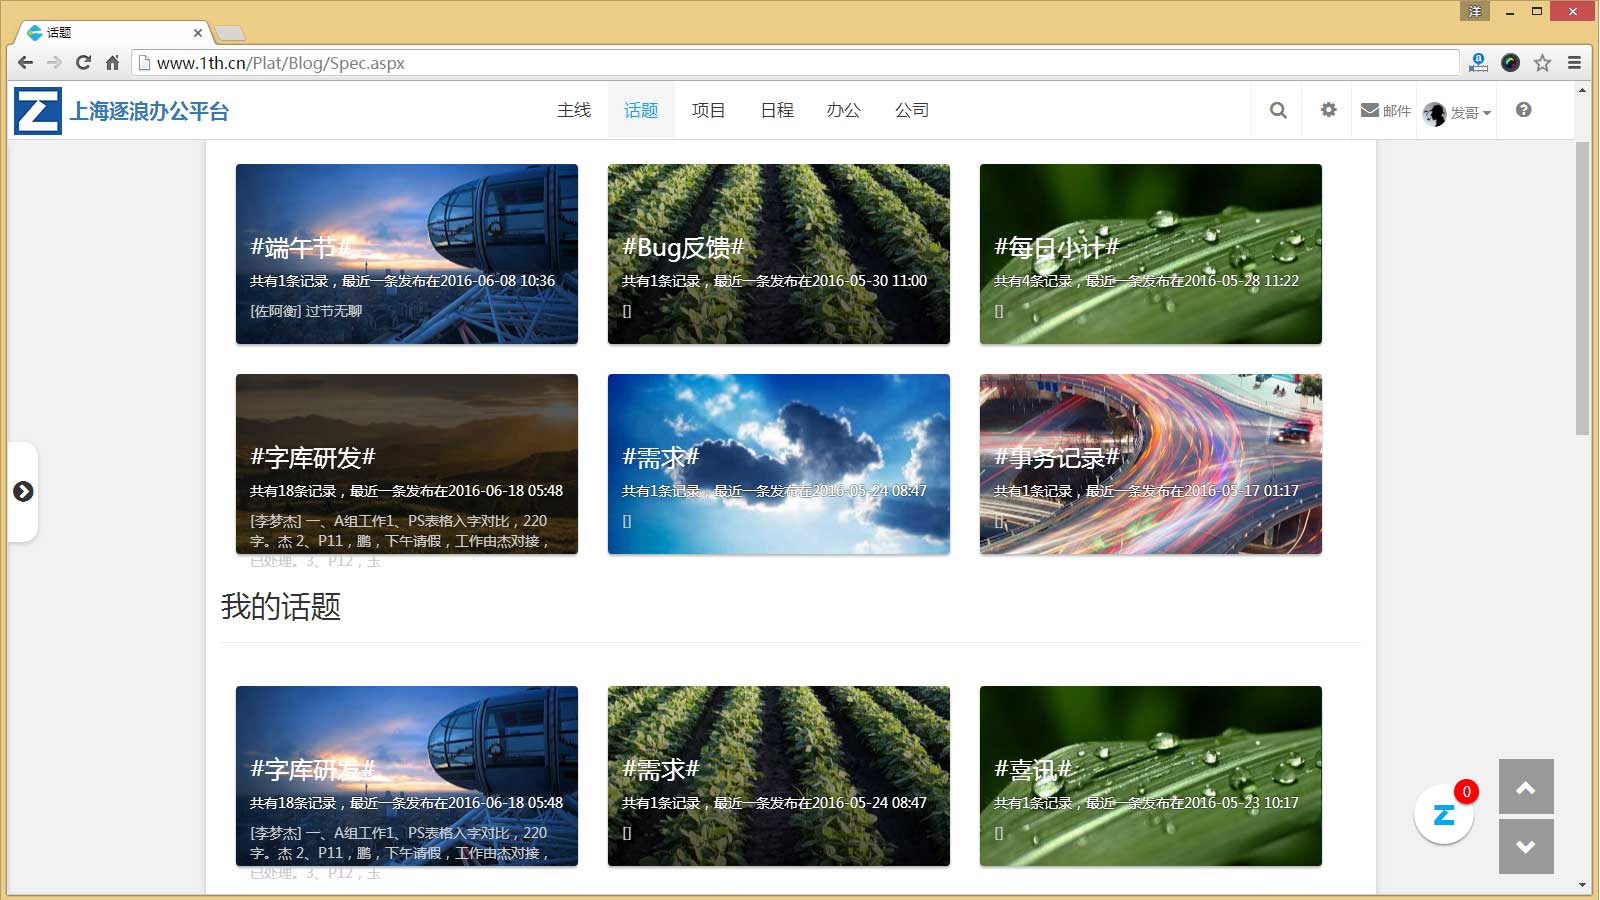 洋
话题
www.1th.cn/Plat/Blog/Spec.aspx
上海逐浪办公平台
主线
话题
项目
日程
办公
公司
邮件
发哥
#端午节#
共有1条记录，最近一条发布在2016-06-08 10:36
[佐阿衡] 过节无聊
#Bug反馈#
共有1条记录，最近一条发布在2016-05-30 11:00
[]
#每日小计#
共有4条记录，最近一条发布在2016-05-28 11:22
[]
#字库研发#
共有18条记录，最近一条发布在2016-06-18 05:48
[李梦杰] 一、A组工作1、PS表格入字对比，220
字。杰 2、P11，鹏，下午请假，工作由杰对接，
已处理。3、P12，玉
#需求#
共有1条记录，最近一条发布在2016-05-24 08:47
[]
#事务记录#
共有1条记录，最近一条发布在2016-05-17 01:17
[]
我的话题
#字库研发#
共有18条记录，最近一条发布在2016-06-18 05:48
[李梦杰] 一、A组工作1、PS表格入字对比，220
字。杰 2、P11，鹏，下午请假，工作由杰对接，
已处理。3、P12，玉
#需求#
共有1条记录，最近一条发布在2016-05-24 08:47
[]
#喜讯#
共有1条记录，最近一条发布在2016-05-23 10:17
[]
0